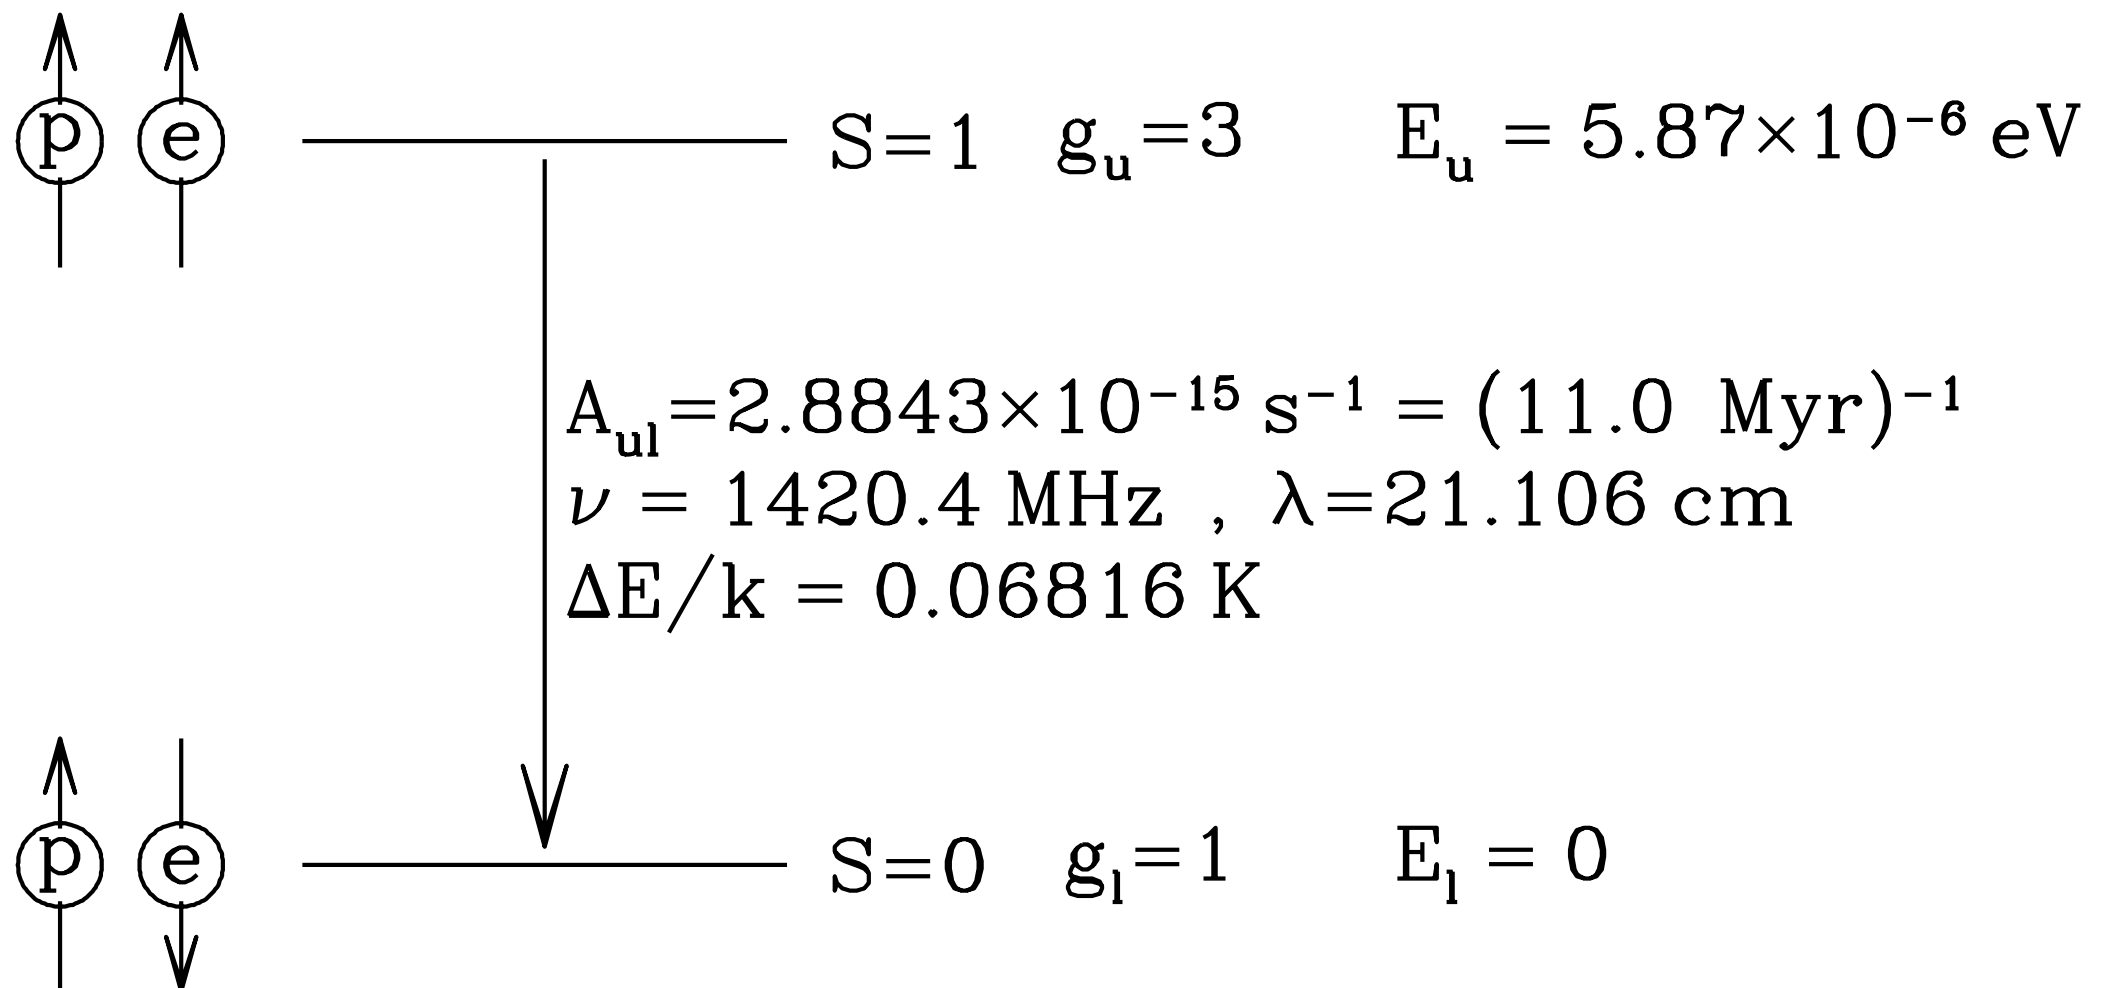 p e S=1 g_u=3 E_u = 5.87×10⁻⁶ eV
A_ul=2.8843×10⁻¹⁵ s⁻¹ = (11.0 Myr)⁻¹
ν = 1420.4 MHz , λ=21.106 cm
ΔE/k = 0.06816 K
p e S=0 g_l=1 E_l = 0